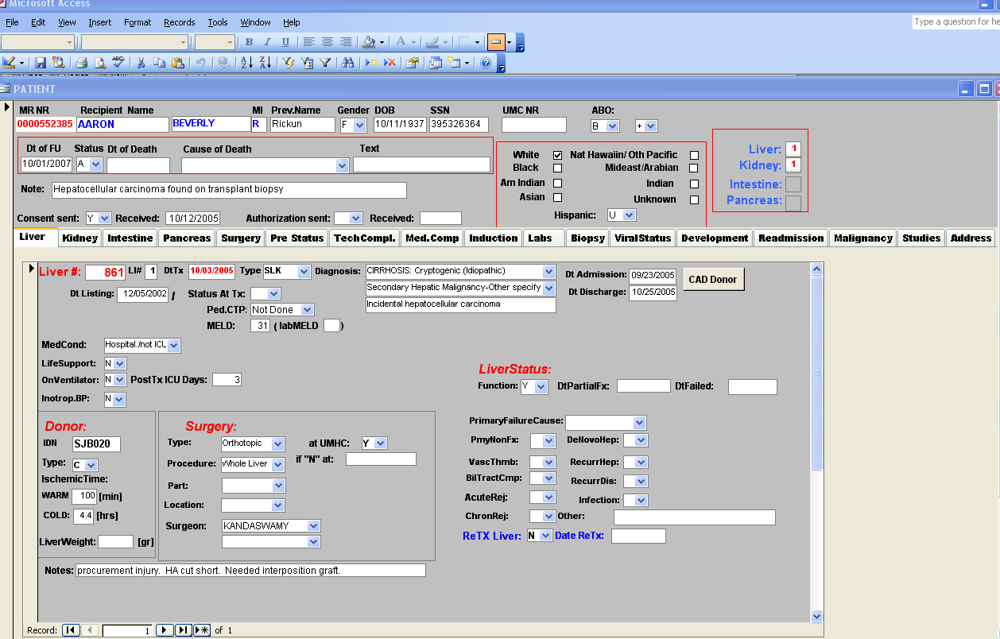 Microsoft Access
File Edit View Insert Format Records Tools Window Help
Type a question for he
PATIENT
MR NR Recipient Name MI Prev.Name Gender DOB SSN UMC NR ABO:
0000552385 AARON BEVERLY R Rickun F 10/11/1937 395326364 B +
Dt of FU Status Dt of Death Cause of Death Text
10/01/2007 A
White Nat Hawaiin/ Oth Pacific
Black Mideast/Arabian
Am Indian Indian
Asian Unknown
Hispanic: U
Liver: 1
Kidney: 1
Intestine:
Pancreas:
Note: Hepatocellular carcinoma found on transplant biopsy
Consent sent: Y Received: 10/12/2005 Authorization sent: Received:
Liver Kidney Intestine Pancreas Surgery Pre Status TechCompl. Med.Comp Induction Labs Biopsy ViralStatus Development Readmission Malignancy Studies Address
Liver #: 861 LI# 1 DtTx 10/03/2005 Type SLK Diagnosis: CIRRHOSIS: Cryptogenic (Idiopathic) Dt Admission: 09/23/2005 CAD Donor
Dt Listing: 12/05/2002 / Status At Tx: Secondary Hepatic Malignancy-Other specify Dt Discharge: 10/25/2005
Ped.CTP: Not Done Incidental hepatocellular carcinoma
MELD: 31 ( labMELD )
MedCond: Hospital./not ICU
LifeSupport: N
OnVentilator: N PostTx ICU Days: 3
Inotrop.BP: N
LiverStatus:
Function: Y DtPartialFx: DtFailed:
Donor:
IDN SJB020
Type: C
IschemicTime:
WARM 100 [min]
COLD: 4.4 [hrs]
LiverWeight: [gr]
Surgery:
Type: Orthotopic at UMHC: Y
Procedure: Whole Liver if "N" at:
Part:
Location:
Surgeon: KANDASWAMY
PrimaryFailureCause:
PmyNonFx: DeNovoHep:
VascThmb: RecurrHep:
BilTractCmp: RecurrDis:
AcuteRej: Infection:
ChronRej: Other:
ReTX Liver: N Date ReTx:
Notes: procurement injury. HA cut short. Needed interposition graft.
Record: 1 of 1